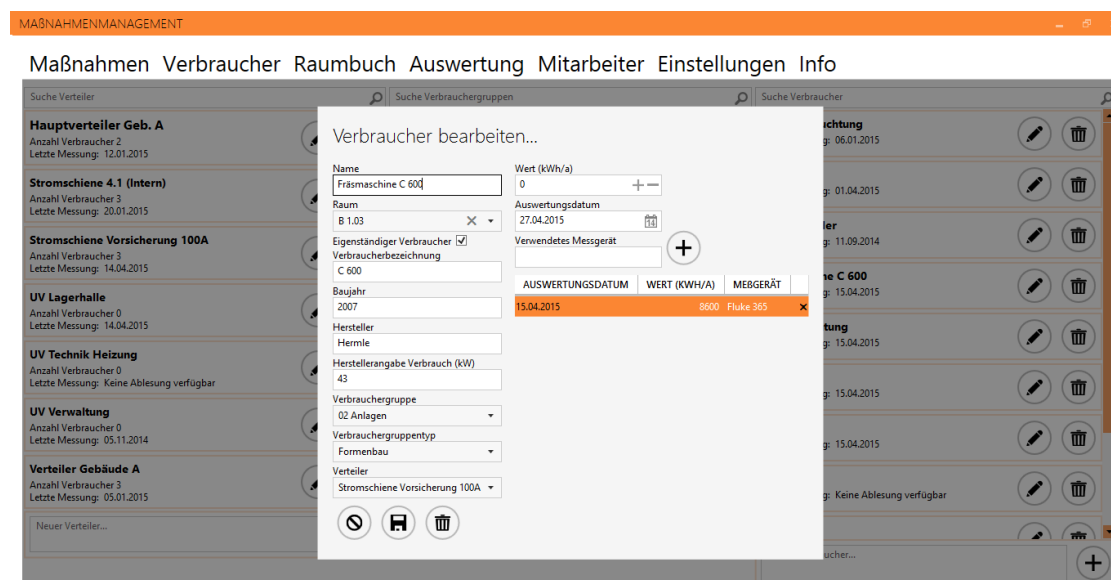 MAßNAHMENMANAGEMENT
Maßnahmen Verbraucher Raumbuch Auswertung Mitarbeiter Einstellungen Info
Suche Verteiler
Suche Verbrauchergruppen
Suche Verbraucher
Hauptverteiler Geb. A
Anzahl Verbraucher 2
Letzte Messung: 12.01.2015
Stromschiene 4.1 (Intern)
Anzahl Verbraucher 3
Letzte Messung: 20.01.2015
Stromschiene Vorsicherung 100A
Anzahl Verbraucher 3
Letzte Messung: 14.04.2015
UV Lagerhalle
Anzahl Verbraucher 0
Letzte Messung: 14.04.2015
UV Technik Heizung
Anzahl Verbraucher 0
Letzte Messung: Keine Ablesung verfügbar
UV Verwaltung
Anzahl Verbraucher 0
Letzte Messung: 05.11.2014
Verteiler Gebäude A
Anzahl Verbraucher 3
Letzte Messung: 05.01.2015
Neuer Verteiler...
Verbraucher bearbeiten...
Name
Fräsmaschine C 600
Raum
B 1.03
Eigenständiger Verbraucher
Verbraucherbezeichnung
C 600
Baujahr
2007
Hersteller
Hermle
Herstellerangabe Verbrauch (kW)
43
Verbrauchergruppe
02 Anlagen
Verbrauchergruppentyp
Formenbau
Verteiler
Stromschiene Vorsicherung 100A
Wert (kWh/a)
0
Auswertungsdatum
27.04.2015
14
Verwendetes Messgerät
AUSWERTUNGSDATUM WERT (KWH/A) MEßGERÄT
15.04.2015 8600 Fluke 365
uchtung
g: 06.01.2015
g: 01.04.2015
ler
g: 11.09.2014
ne C 600
g: 15.04.2015
tung
g: 15.04.2015
g: 15.04.2015
g: 15.04.2015
g: Keine Ablesung verfügbar
ucher...